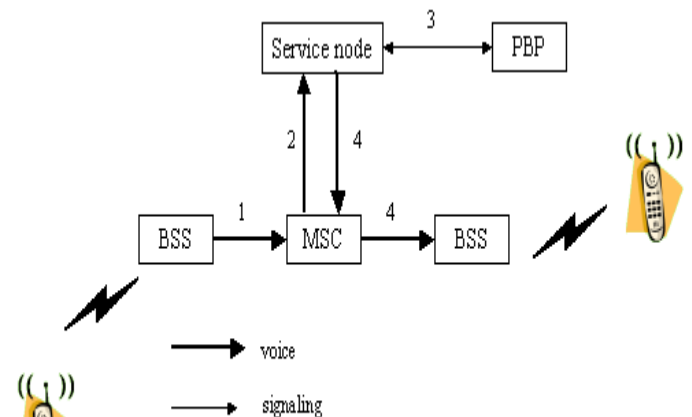 3
Service node
PBP
2
4
1
4
BSS
MSC
BSS
voice
signaling